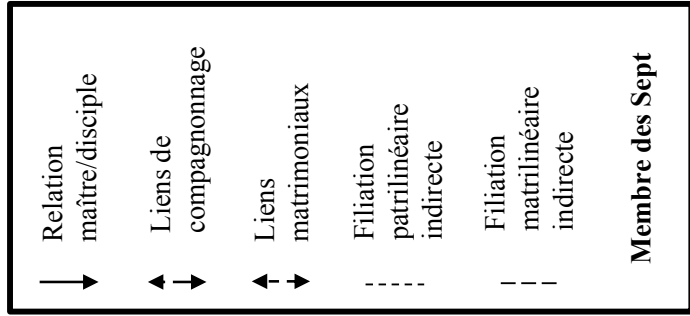 Relation
maître/disciple
Liens de
compagnonnage
Liens
matrimoniaux
Filiation
patrilinéaire
indirecte
Filiation
matrilinéaire
indirecte
Membre des Sept